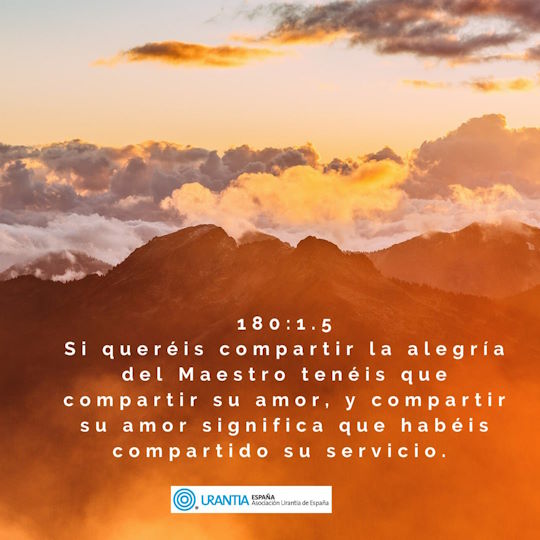 180:1.5
Si queréis compartir la alegría
del Maestro tenéis que
compartir su amor, y compartir
su amor significa que habéis
compartido su servicio.
URANTIA ESPAÑA
Asociación Urantia de España